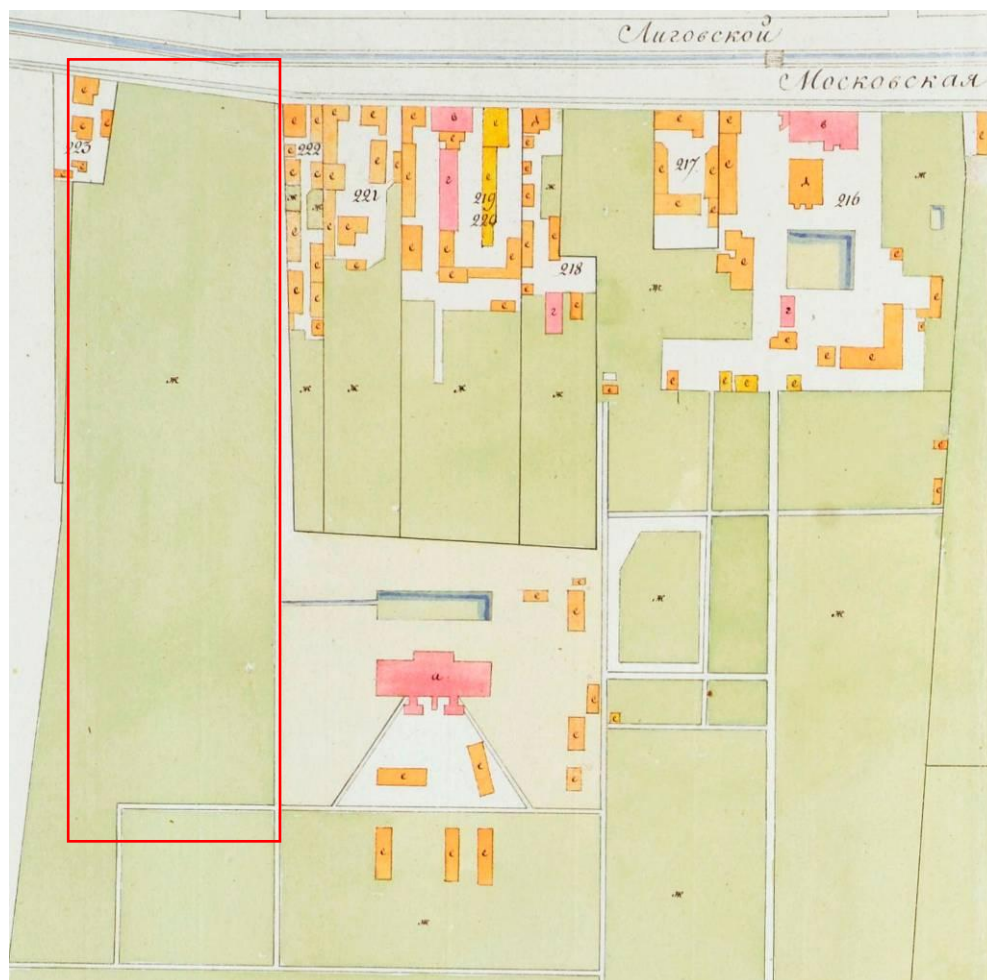 Лиговской
Московская
223
222
221
219
220
218
217
216
а
в
г
е
в
г
д
е
ж